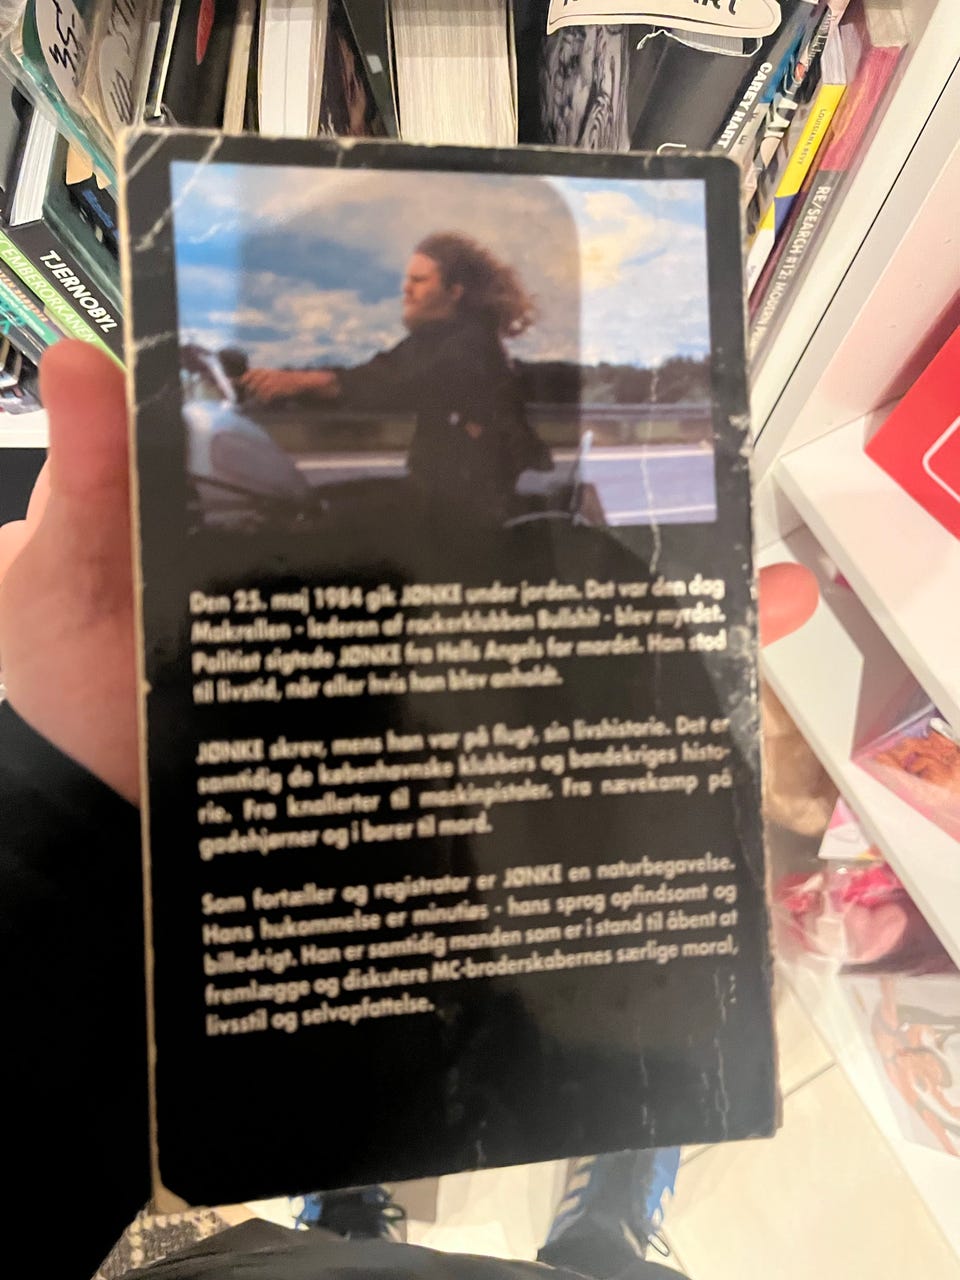 CAREY HART
LOUISIANA REVY
RE/SEARCH #12: MODERN P
TJERNOBYL
EMBERORKANEN
Den 25. maj 1984 gik JØNKE under jorden. Det var den dag
Makrellen - lederen af rockerklubben Bullshit - blev myrdet.
Politiet sigtede JØNKE fra Hells Angels for mordet. Han stod
til livstid, når eller hvis han blev anholdt.
JØNKE skrev, mens han var på flugt, sin livshistorie. Det er
samtidig de københavnske klubbers og bandekriges histo-
rie. Fra knallerter til maskinpistoler. Fra nævekamp på
gadehjørner og i barer til mord.
Som fortæller og registrator er JØNKE en naturbegavelse.
Hans hukommelse er minutiøs - hans sprog opfindsomt og
billedrigt. Han er samtidig manden som er i stand til åbent at
fremlægge og diskutere MC-broderskabernes særlige moral,
livsstil og selvopfattelse.